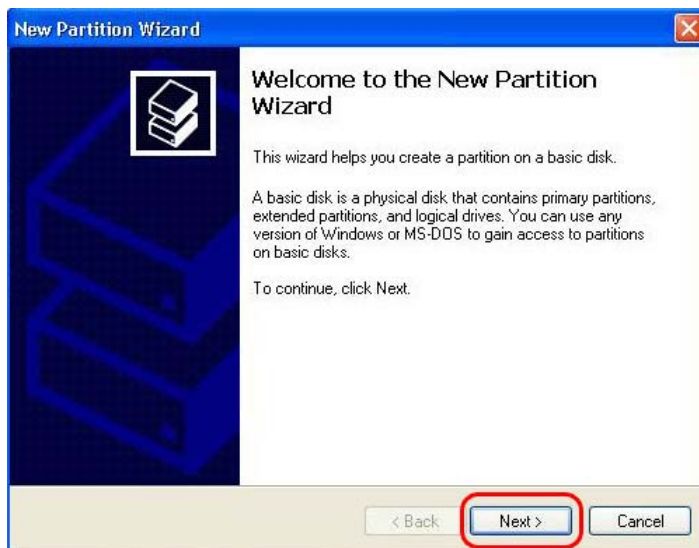 New Partition Wizard
Welcome to the New Partition
Wizard
This wizard helps you create a partition on a basic disk.
A basic disk is a physical disk that contains primary partitions,
extended partitions, and logical drives. You can use any
version of Windows or MS-DOS to gain access to partitions
on basic disks.
To continue, click Next.
< Back Next > Cancel